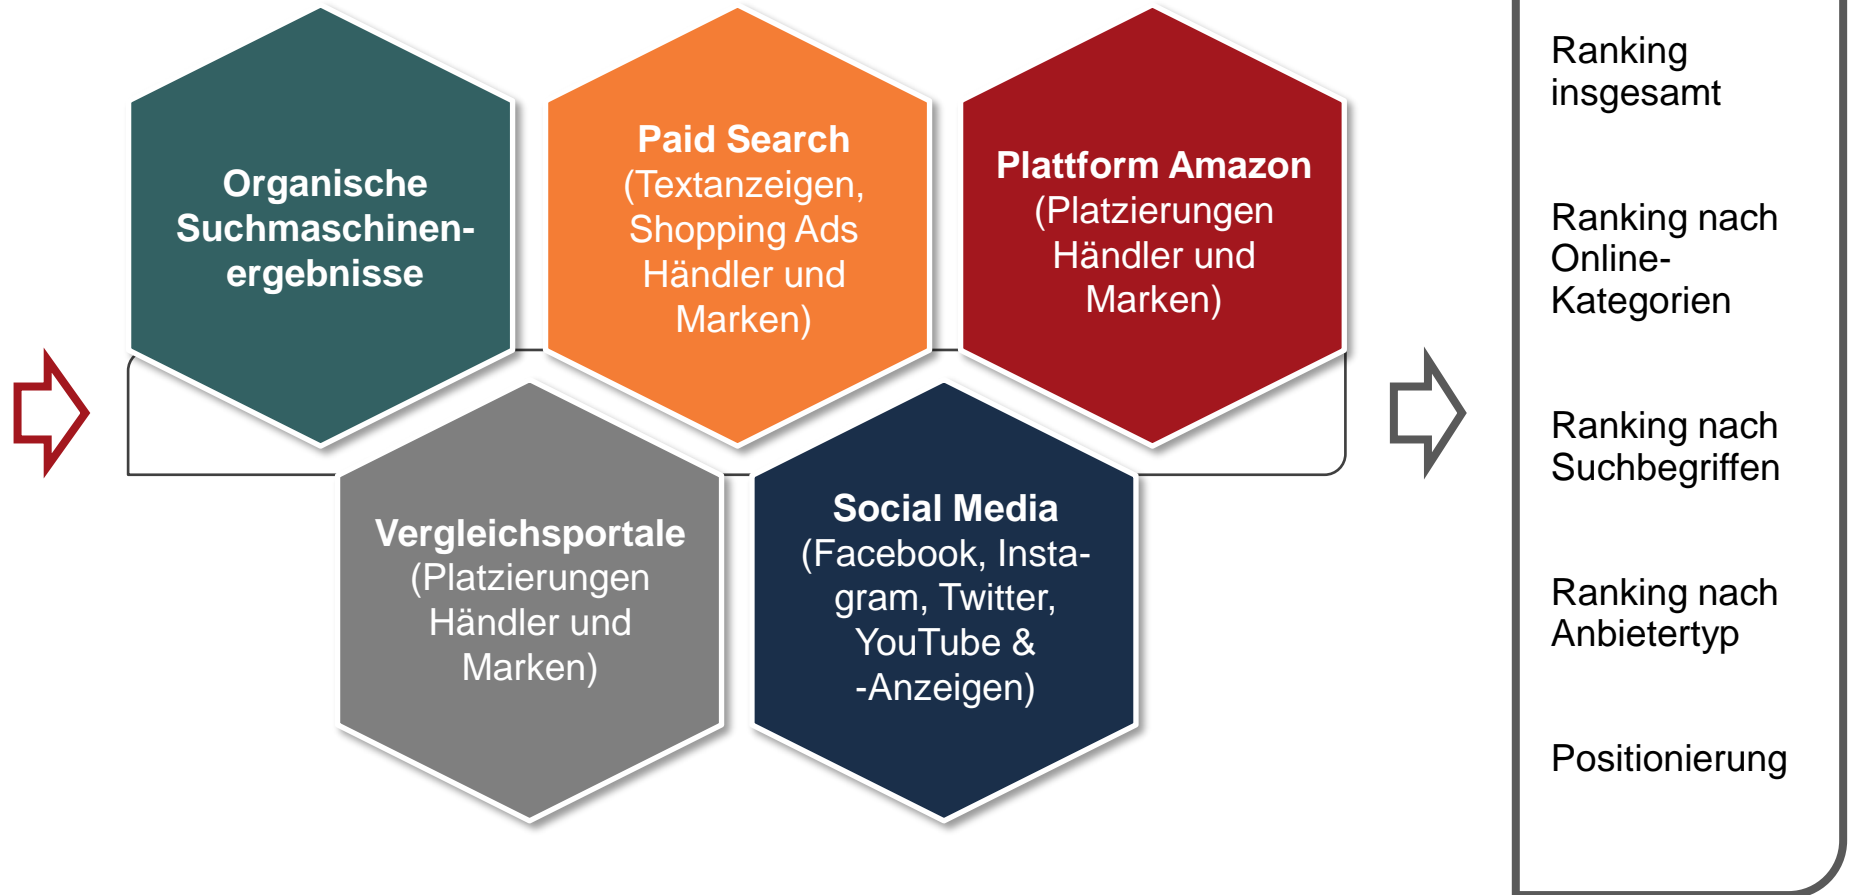 Organische
Suchmaschinen-
ergebnisse
Paid Search
(Textanzeigen,
Shopping Ads
Händler und
Marken)
Plattform Amazon
(Platzierungen
Händler und
Marken)
Vergleichsportale
(Platzierungen
Händler und
Marken)
Social Media
(Facebook, Insta-
gram, Twitter,
YouTube &
-Anzeigen)
Ranking
insgesamt
Ranking nach
Online-
Kategorien
Ranking nach
Suchbegriffen
Ranking nach
Anbietertyp
Positionierung